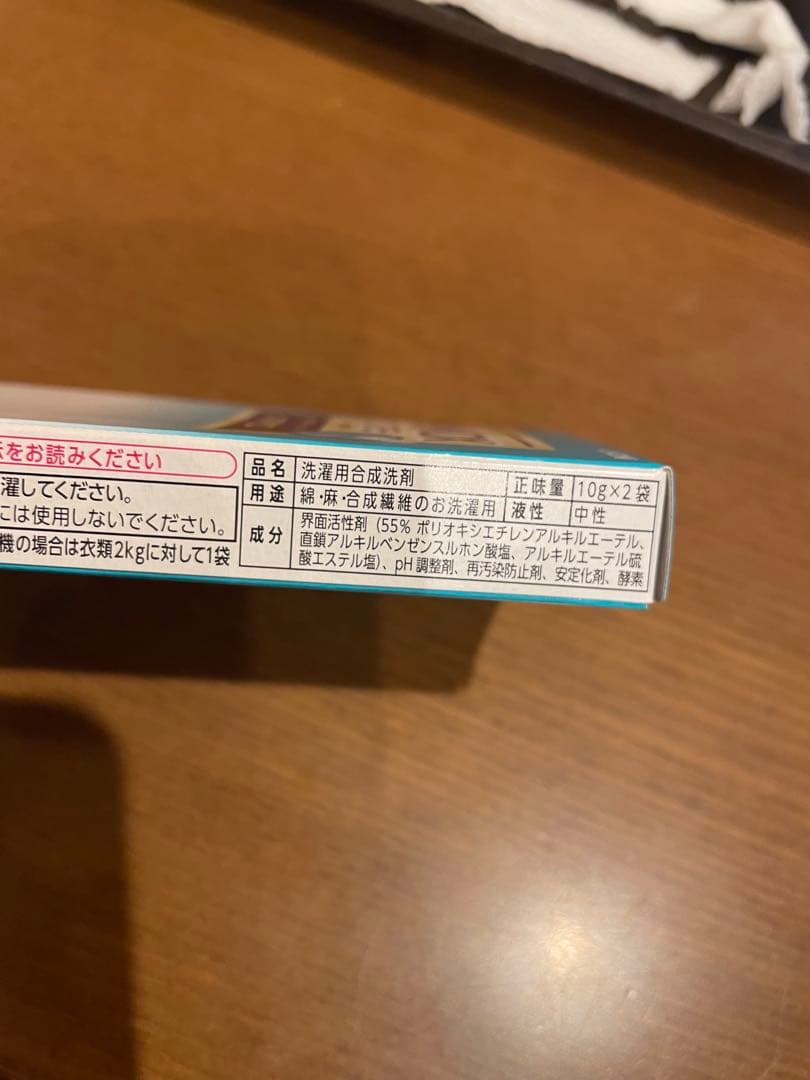 をお読みください
濯してください。
には使用しないでください。
機の場合は衣類2kgに対して1袋
品名 洗濯用合成洗剤 正味量 10g×2袋
用途 綿・麻・合成繊維のお洗濯用 液性 中性
成分 界面活性剤（55% ポリオキシエチレンアルキルエーテル、
直鎖アルキルベンゼンスルホン酸塩、アルキルエーテル硫
酸エステル塩）、pH調整剤、再汚染防止剤、安定化剤、酵素